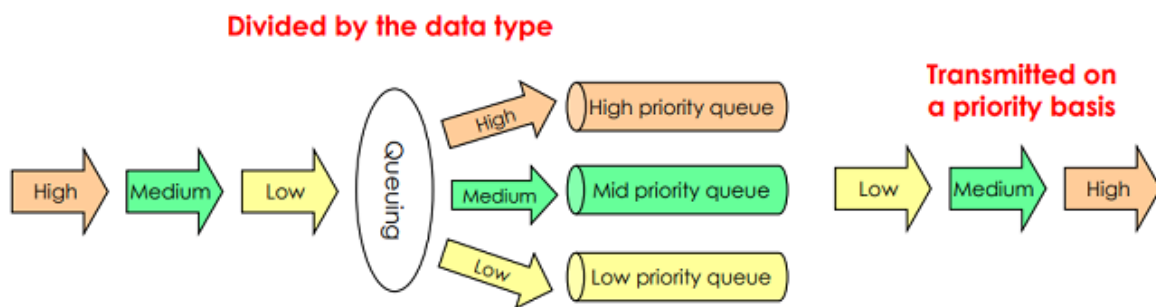 Divided by the data type
Transmitted on
a priority basis
High
Medium
Low
Queuing
High
Medium
Low
High priority queue
Mid priority queue
Low priority queue
Low
Medium
High